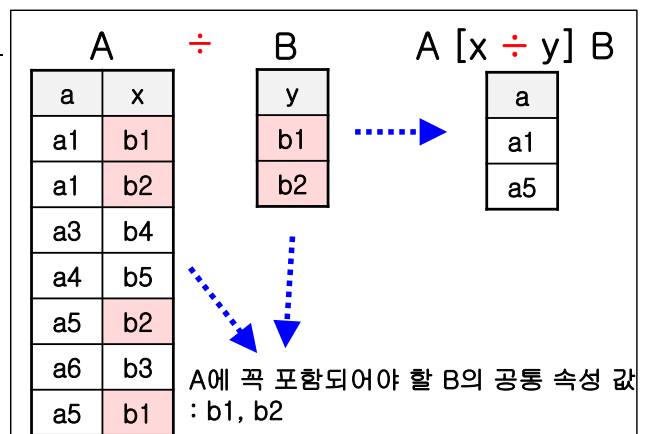 A ÷ B A [x ÷ y] B
a x
a1 b1
a1 b2
a3 b4
a4 b5
a5 b2
a6 b3
a5 b1
y
b1
b2
a
a1
a5
A에 꼭 포함되어야 할 B의 공통 속성 값
: b1, b2